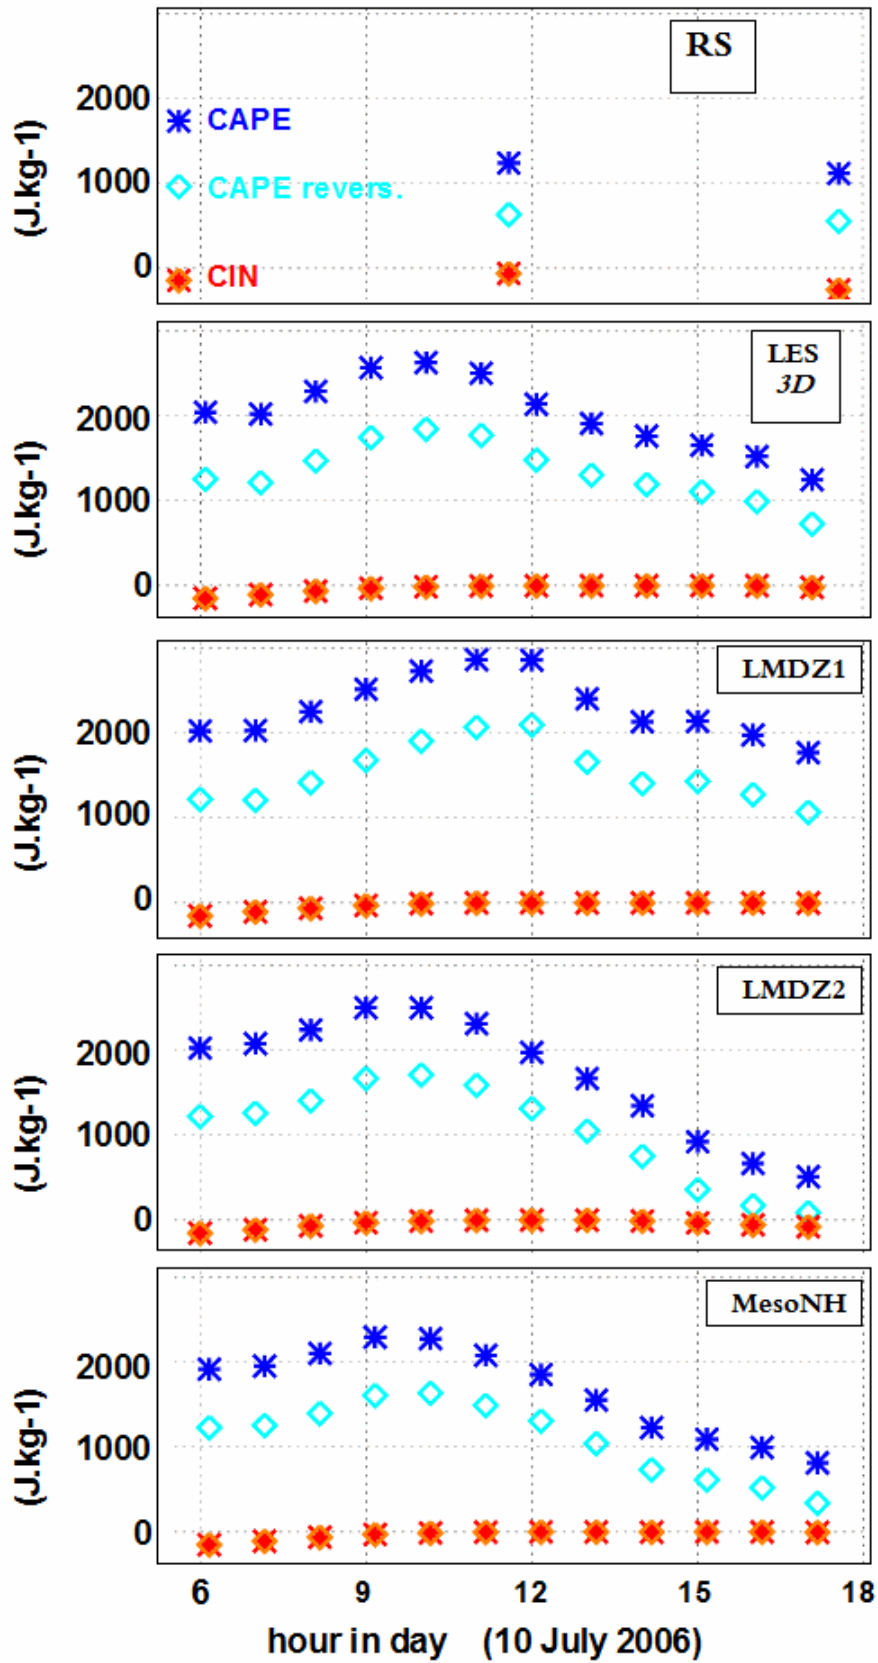 RS
2000
CAPE
1000
CAPE revers.
0
CIN
(J.kg-1)
LES
3D
2000
1000
0
(J.kg-1)
LMDZ1
2000
1000
0
(J.kg-1)
LMDZ2
2000
1000
0
(J.kg-1)
MesoNH
2000
1000
0
(J.kg-1)
6 9 12 15 18
hour in day (10 July 2006)